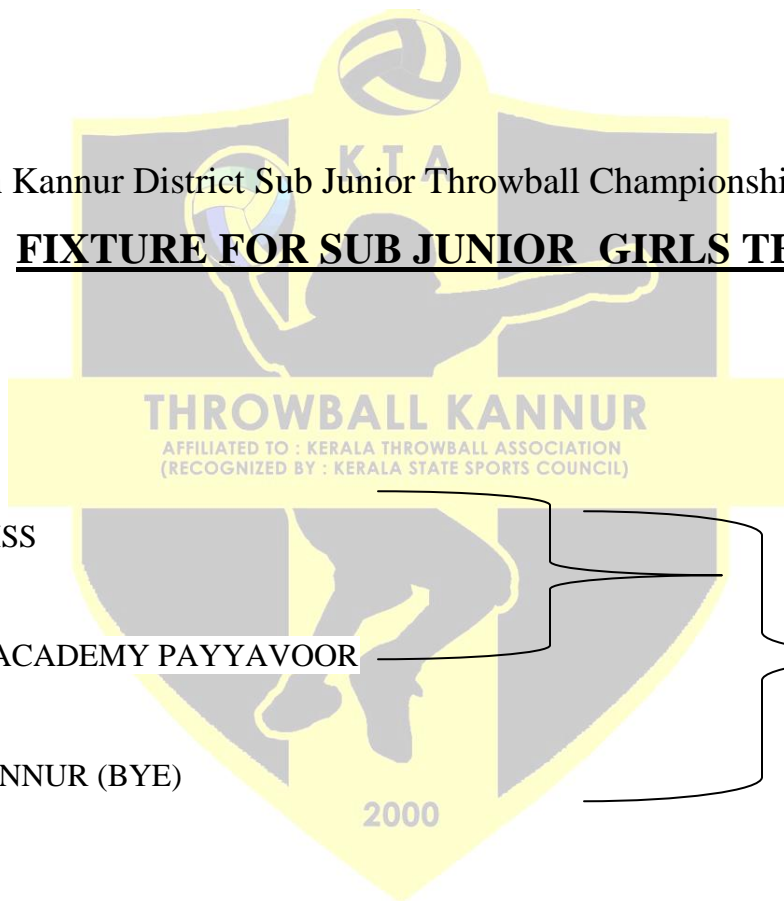 KTA
Kannur District Sub Junior Throwball Championshi
FIXTURE FOR SUB JUNIOR GIRLS TE
THROWBALL KANNUR
AFFILIATED TO : KERALA THROWBALL ASSOCIATION
(RECOGNIZED BY : KERALA STATE SPORTS COUNCIL)
ACADEMY PAYYAVOOR
NNUR (BYE)
2000